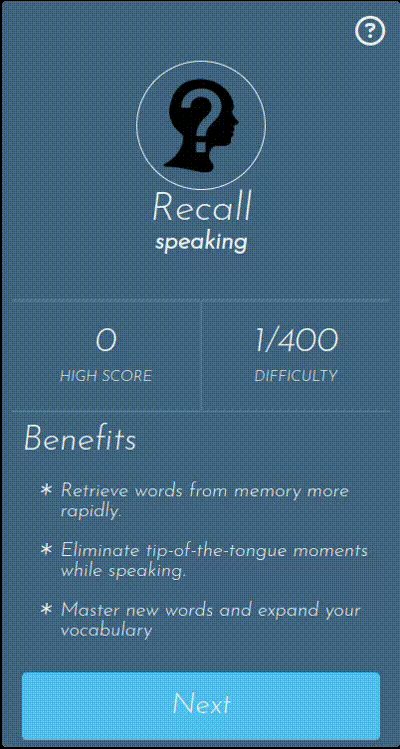 ?
?
Recall
speaking
0
1/400
HIGH SCORE
DIFFICULTY
Benefits
* Retrieve words from memory more
rapidly.
* Eliminate tip-of-the-tongue moments
while speaking.
* Master new words and expand your
vocabulary
Next